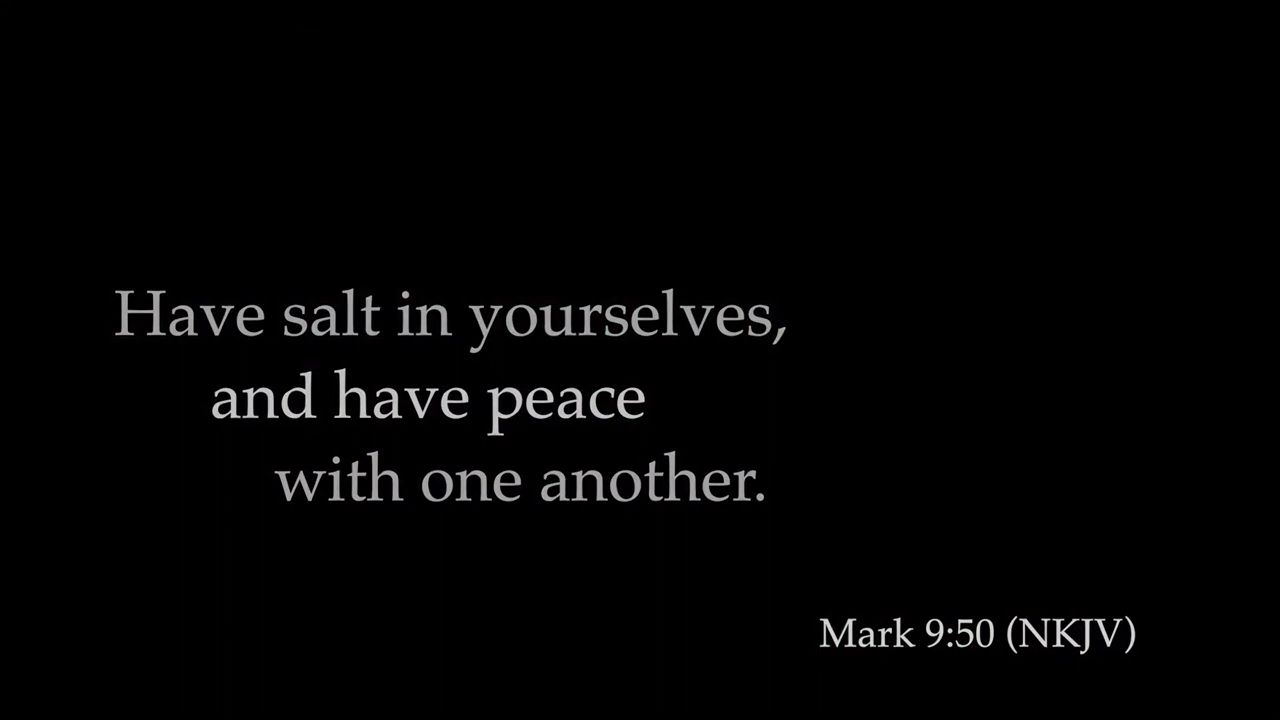 Have salt in yourselves,
and have peace
with one another.
Mark 9:50 (NKJV)